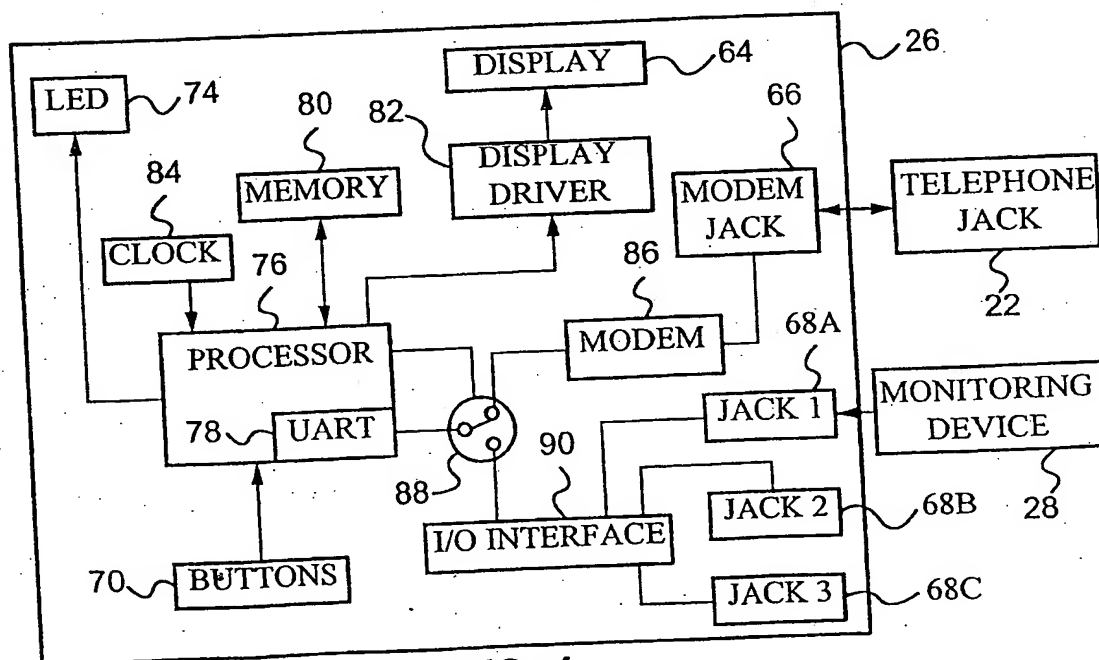 DISPLAY
64
26
LED
74
80
82
66
MEMORY
DISPLAY
DRIVER
MODEM
JACK
TELEPHONE
JACK
84
CLOCK
76
86
22
PROCESSOR
MODEM
68A
78
UART
JACK 1
MONITORING
DEVICE
88
90
JACK 2
68B
28
I/O INTERFACE
70
BUTTONS
JACK 3
68C